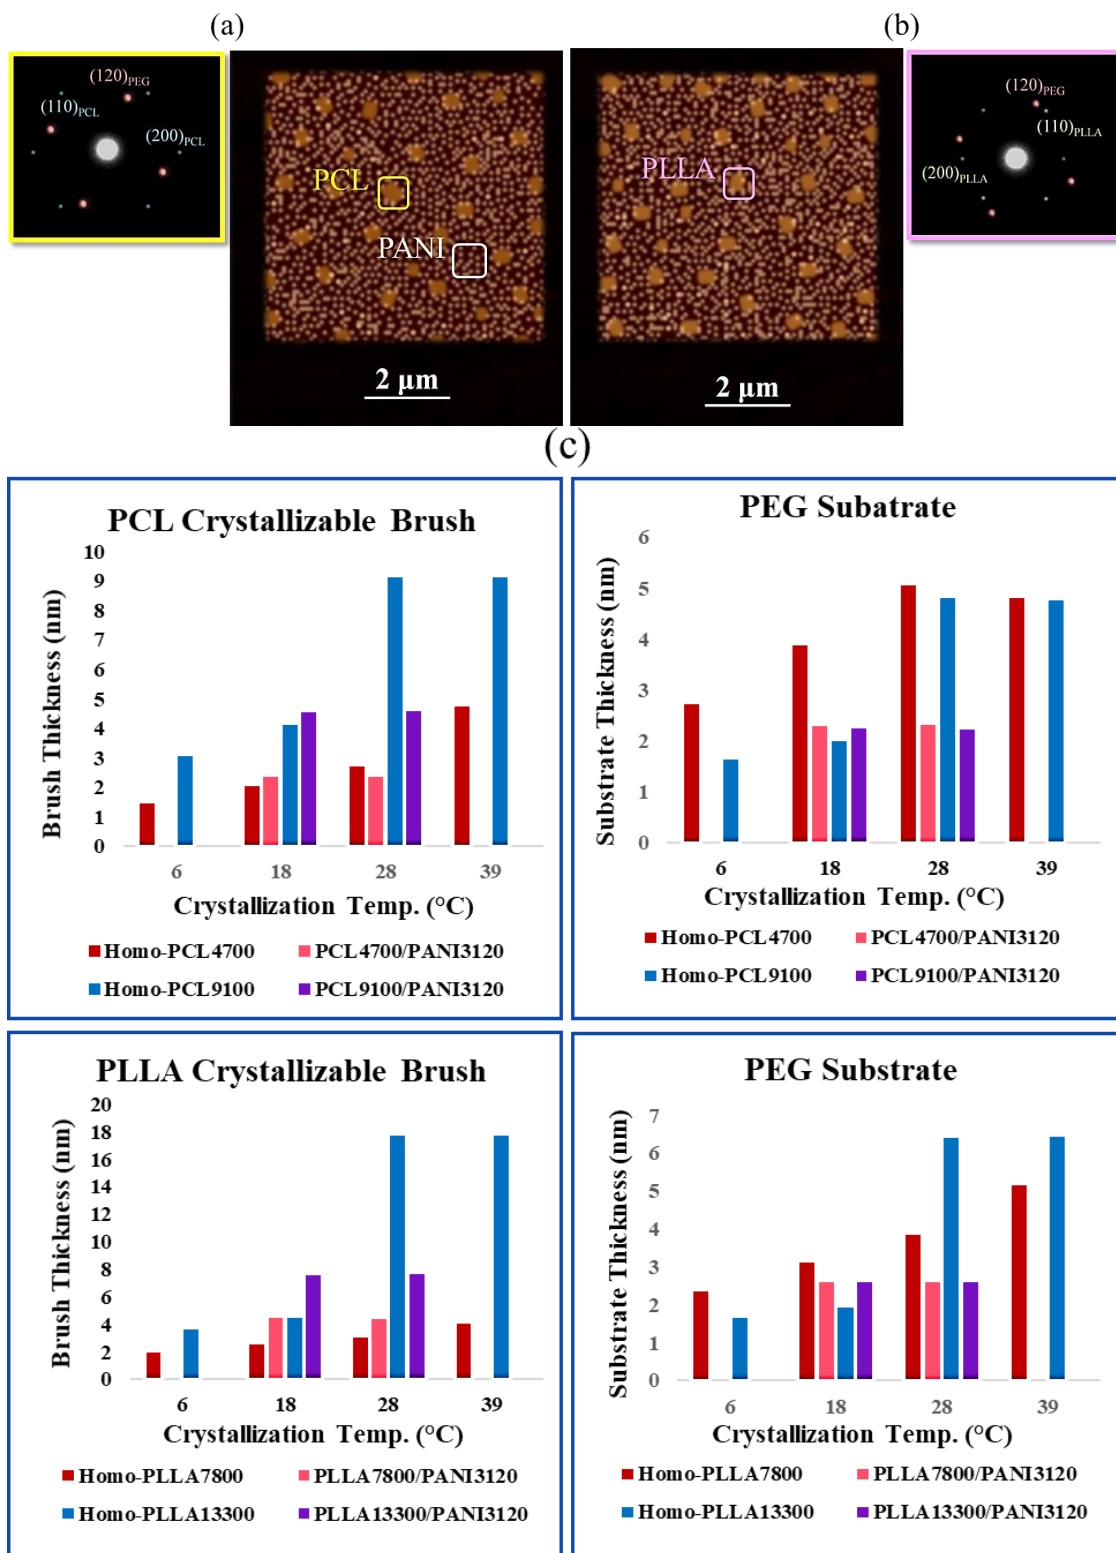 (a)
(b)
(120)PEG
(110)PCL
(200)PCL
PCL
PANI
2 µm
PLLA
2 µm
(120)PEG
(110)PLLA
(200)PLLA
(c)
PCL Crystallizable Brush
Brush Thickness (nm)
10
9
8
7
6
5
4
3
2
1
0
6 18 28 39
Crystallization Temp. (°C)
Homo-PCL4700 PCL4700/PANI3120
Homo-PCL9100 PCL9100/PANI3120
PEG Subatrate
Substrate Thickness (nm)
6
5
4
3
2
1
0
6 18 28 39
Crystallization Temp. (°C)
Homo-PCL4700 PCL4700/PANI3120
Homo-PCL9100 PCL9100/PANI3120
PLLA Crystallizable Brush
Brush Thickness (nm)
20
18
16
14
12
10
8
6
4
2
0
6 18 28 39
Crystallization Temp. (°C)
Homo-PLLA7800 PLLA7800/PANI3120
Homo-PLLA13300 PLLA13300/PANI3120
PEG Substrate
Substrate Thickness (nm)
7
6
5
4
3
2
1
0
6 18 28 39
Crystallization Temp. (°C)
Homo-PLLA7800 PLLA7800/PANI3120
Homo-PLLA13300 PLLA13300/PANI3120